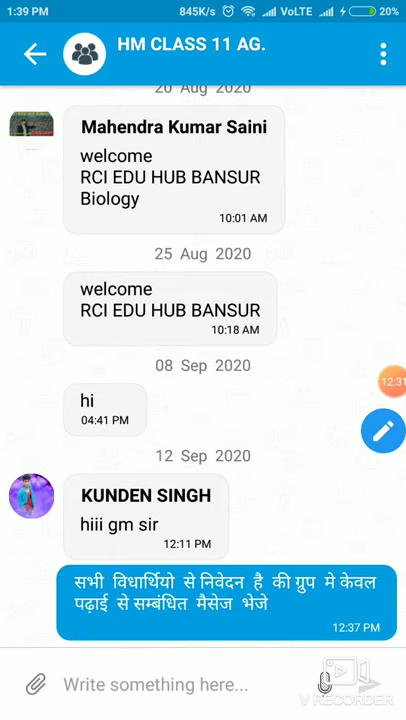 1:39 PM 845K/s VoLTE 20%
HM CLASS 11 AG.
20 Aug 2020
Mahendra Kumar Saini
welcome
RCI EDU HUB BANSUR
Biology
10:01 AM
25 Aug 2020
welcome
RCI EDU HUB BANSUR
10:18 AM
08 Sep 2020
hi
04:41 PM
12:31
12 Sep 2020
KUNDEN SINGH
hiii gm sir
12:11 PM
सभी विधार्थियो से निवेदन है की ग्रुप मे केवल
पढ़ाई से सम्बंधित मैसेज भेजे
12:37 PM
Write something here...
V RECORDER